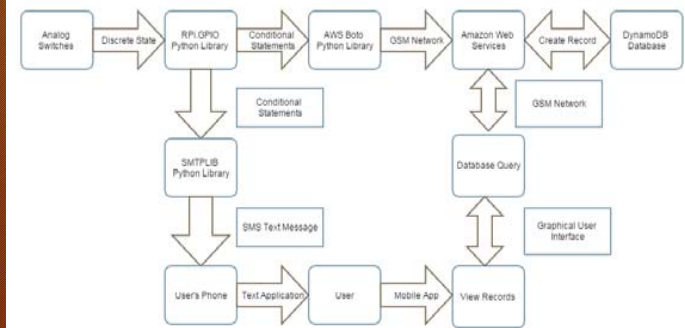 Analog
Switches
Discrete State
RPi.GPIO
Python Library
Conditional
Statements
AWS Boto
Python Library
GSM Network
Amazon Web
Services
Create Record
DynamoDB
Database
Conditional
Statements
GSM Network
SMTPLIB
Python Library
Database Query
SMS Text Message
Graphical User
Interface
User's Phone
Text Application
User
Mobile App
View Records